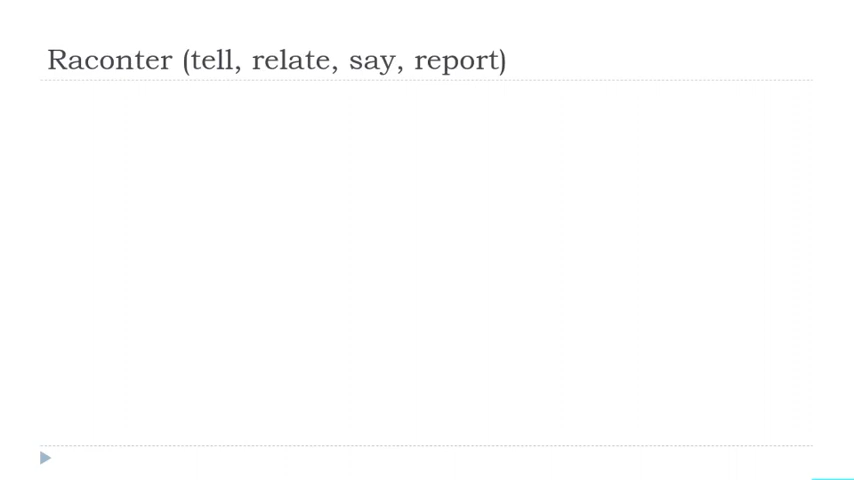 Raconter (tell, relate, say, report)